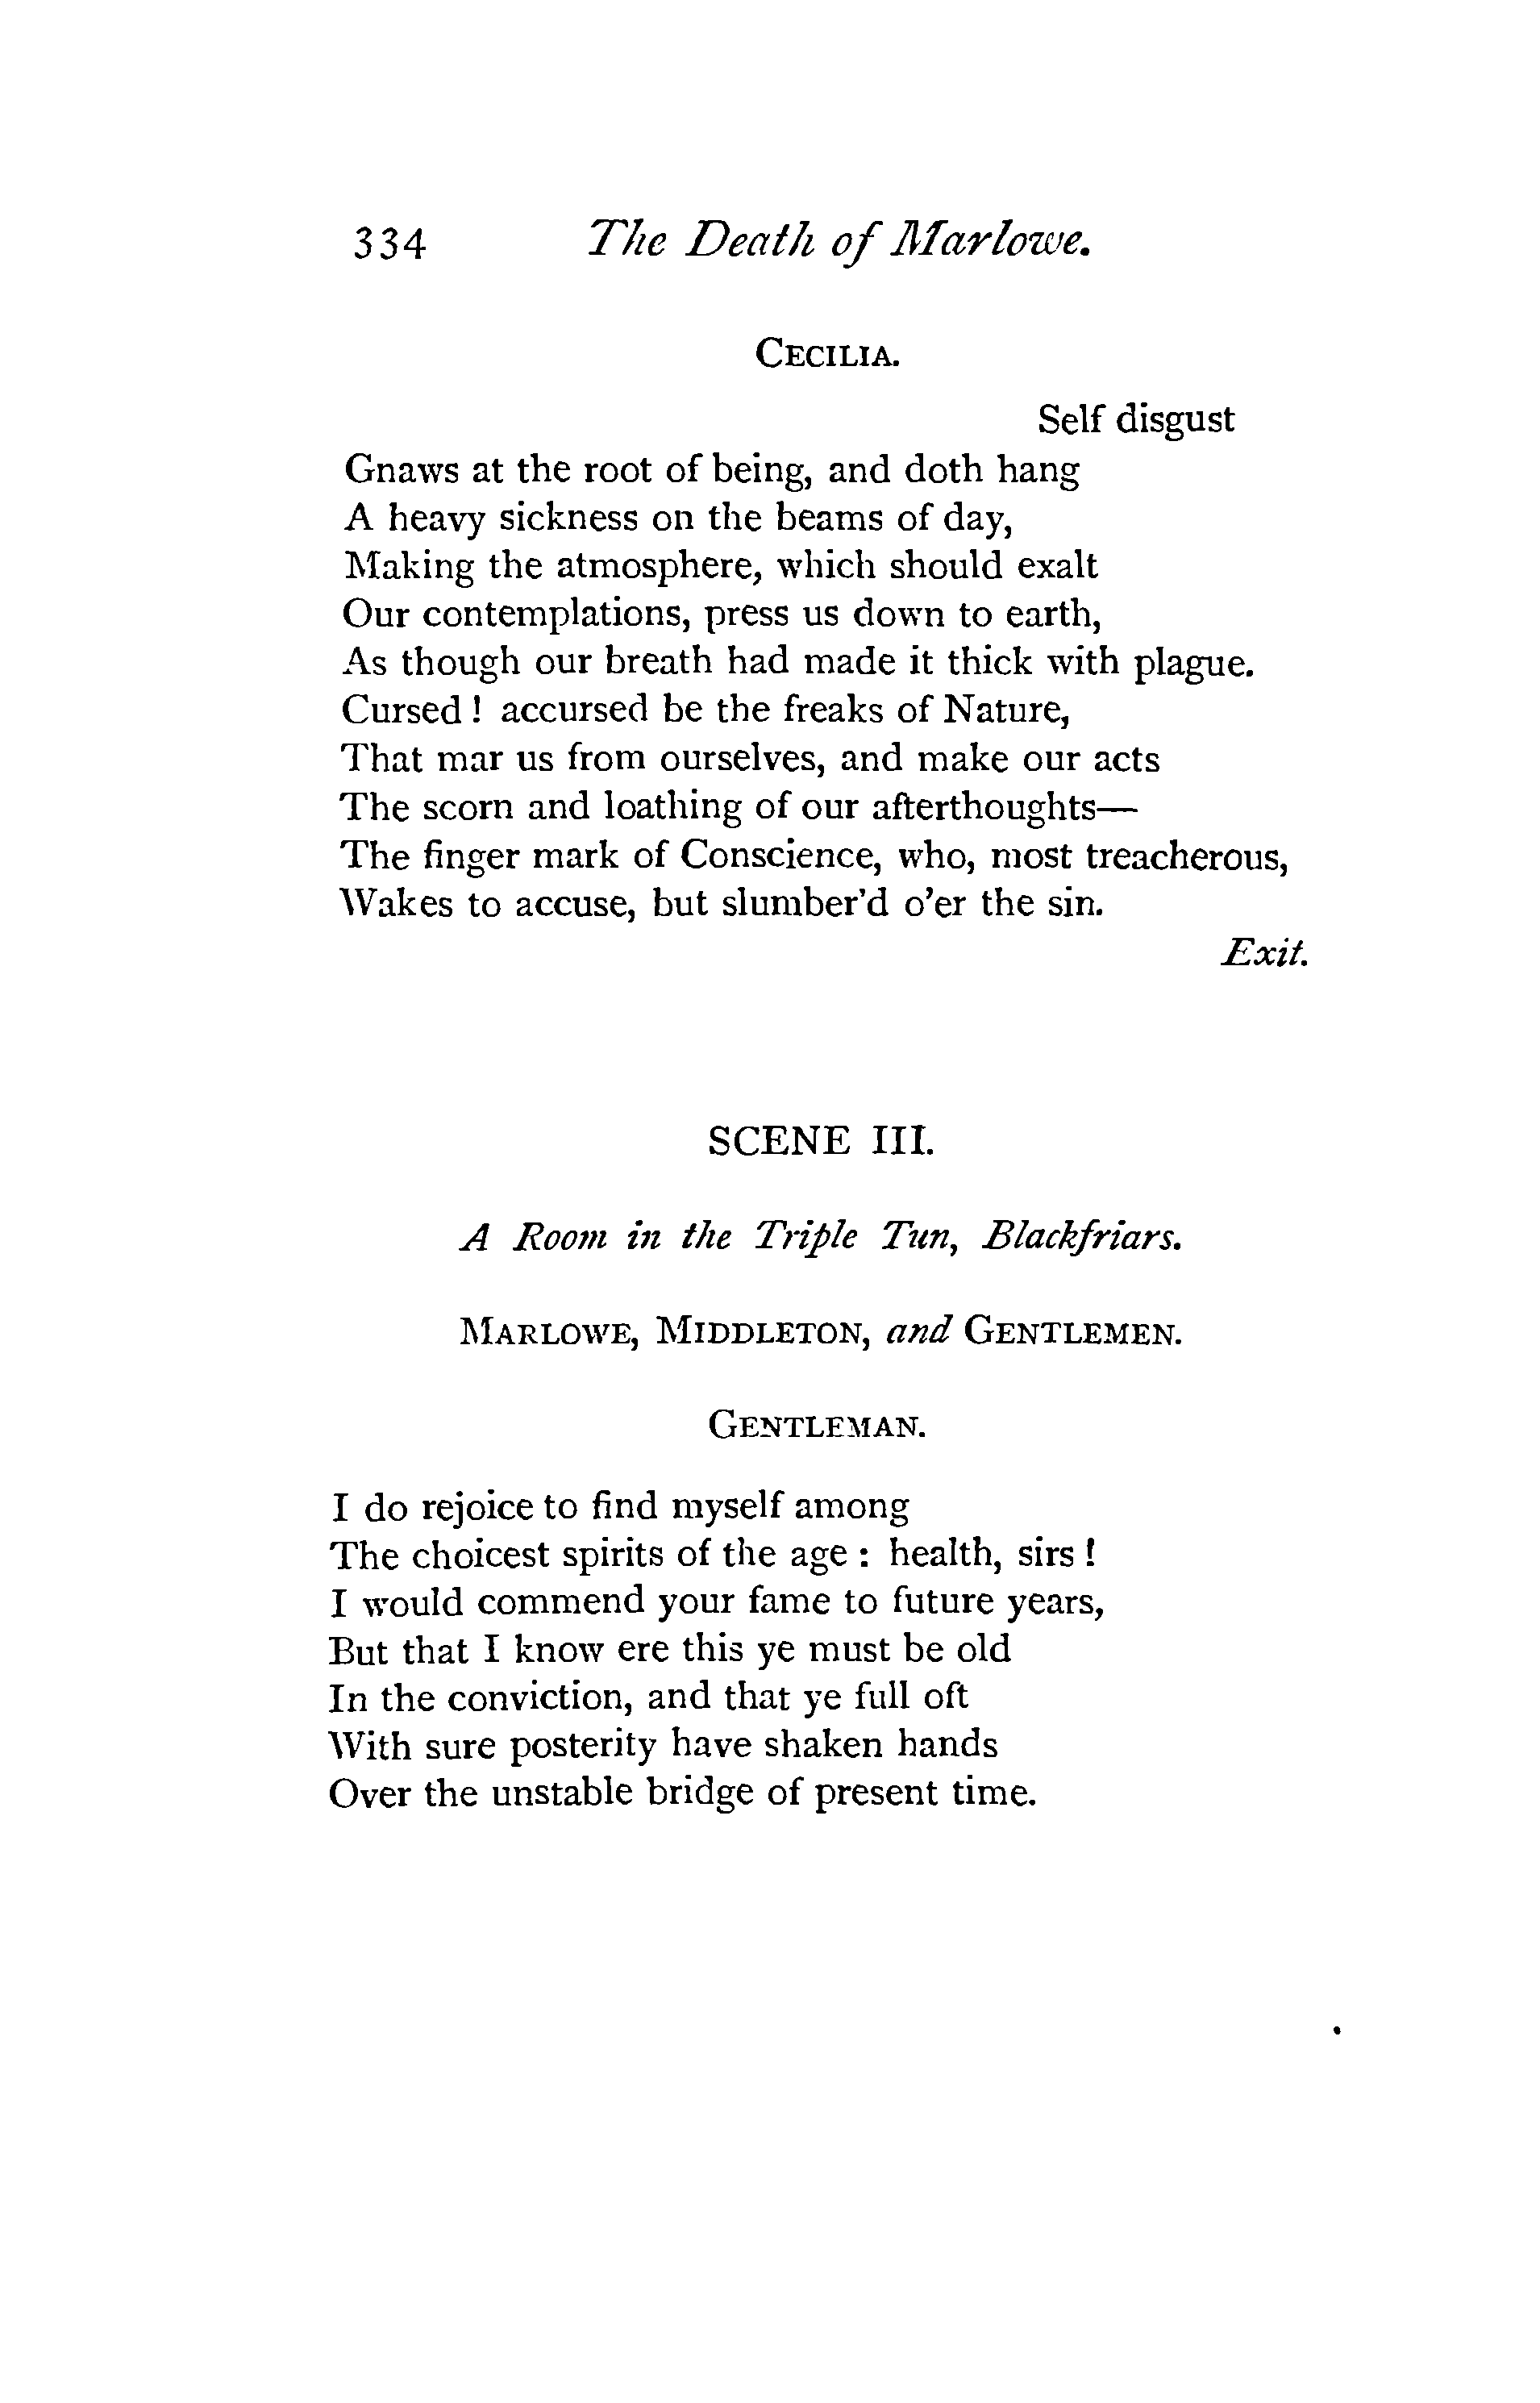 334 The Death of Marlowe.
CECILIA.
Self disgust
Gnaws at the root of being, and doth hang
A heavy sickness on the beams of day,
Making the atmosphere, which should exalt
Our contemplations, press us down to earth,
As though our breath had made it thick with plague.
Cursed ! accursed be the freaks of Nature,
That mar us from ourselves, and make our acts
The scorn and loathing of our afterthoughts—
The finger mark of Conscience, who, most treacherous,
Wakes to accuse, but slumber'd o'er the sin.
Exit.
SCENE III.
A Room in the Triple Tun, Blackfriars.
MARLOWE, MIDDLETON, and GENTLEMEN.
GENTLEMAN.
I do rejoice to find myself among
The choicest spirits of the age : health, sirs !
I would commend your fame to future years,
But that I know ere this ye must be old
In the conviction, and that ye full oft
With sure posterity have shaken hands
Over the unstable bridge of present time.